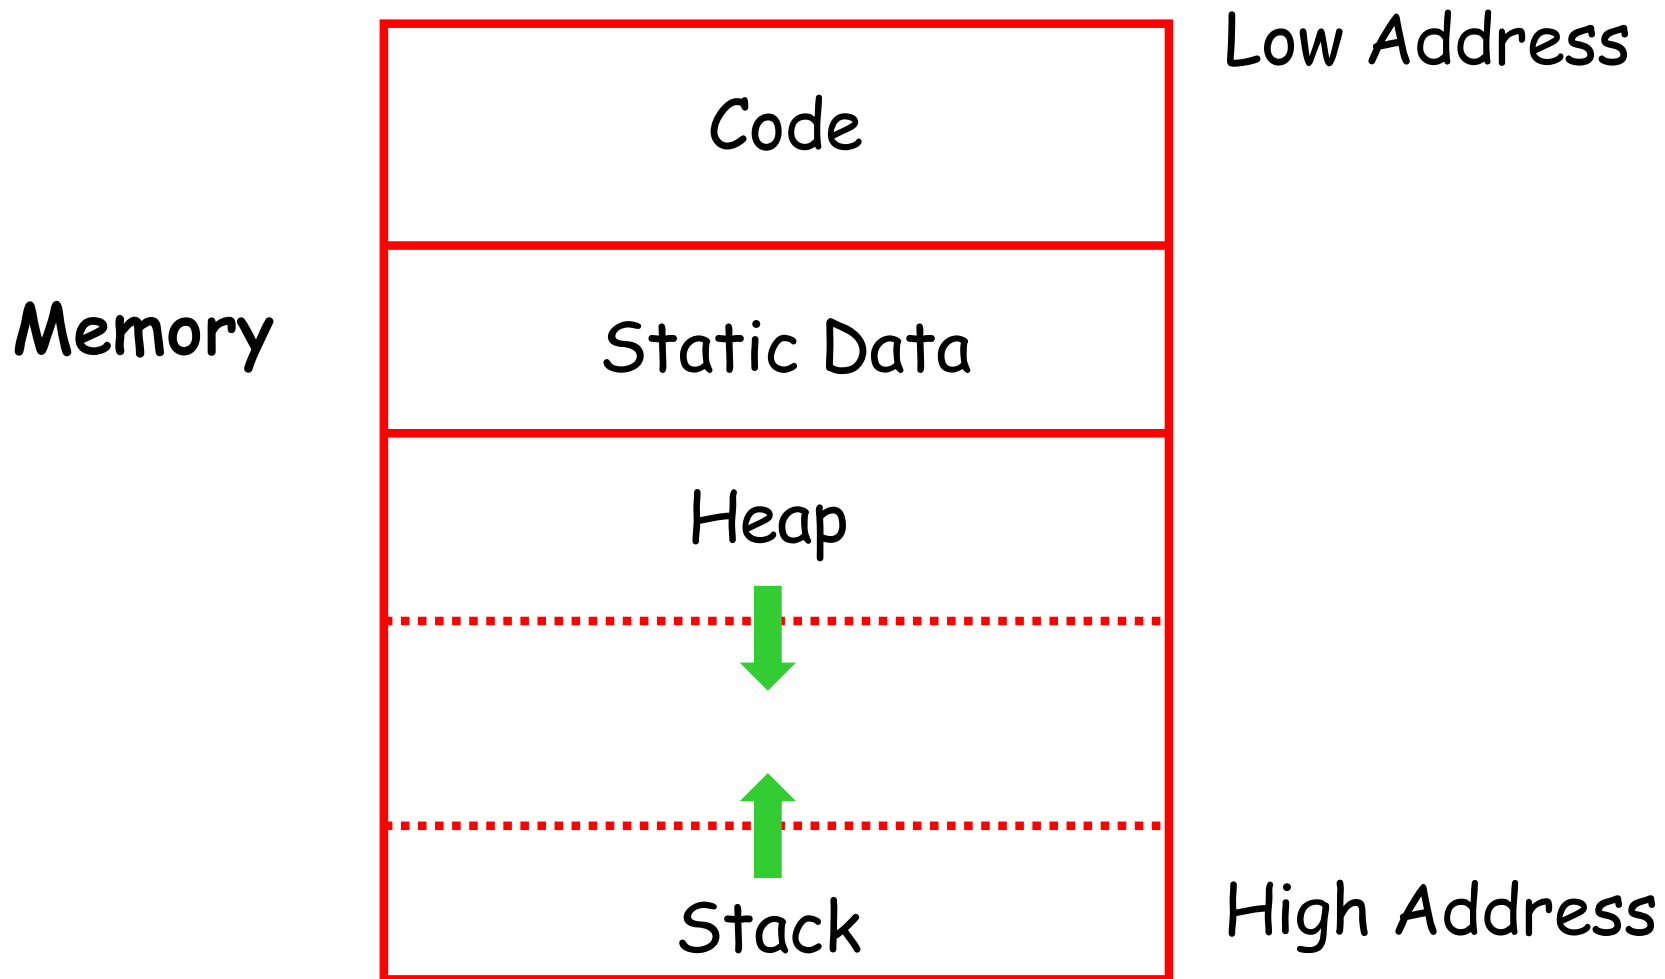 Low Address
Code
Memory
Static Data
Heap
Stack
High Address